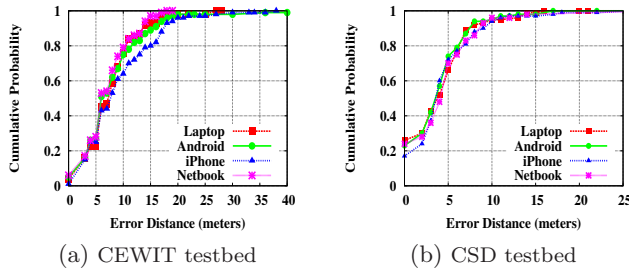 Cumulative Probability
1
0.8
0.6
0.4
0.2
0
Laptop
Android
iPhone
Netbook
0 5 10 15 20 25 30 35 40
Error Distance (meters)
(a) CEWIT testbed
Cumulative Probability
1
0.8
0.6
0.4
0.2
0
Laptop
Android
iPhone
Netbook
0 5 10 15 20 25
Error Distance (meters)
(b) CSD testbed